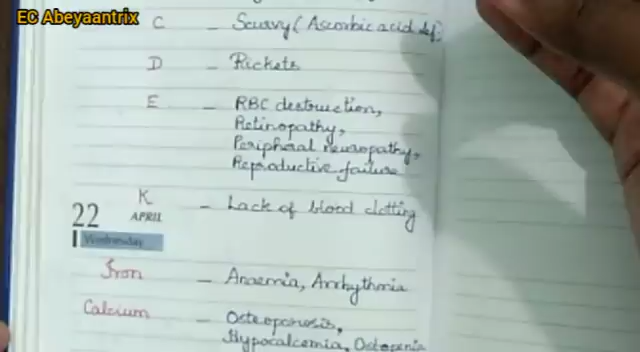 EC Abeyaantrix
C - Scurvy (Ascorbic acid def)
D - Rickets
E - RBC destruction,
Retinopathy,
Peripheral neuropathy,
Reproductive failure
K - Lack of blood clotting
22 APRIL
Wednesday
Iron - Anaemia, Arrhythmia
Calcium - Osteoporosis,
Hypocalcemia, Ostopenia